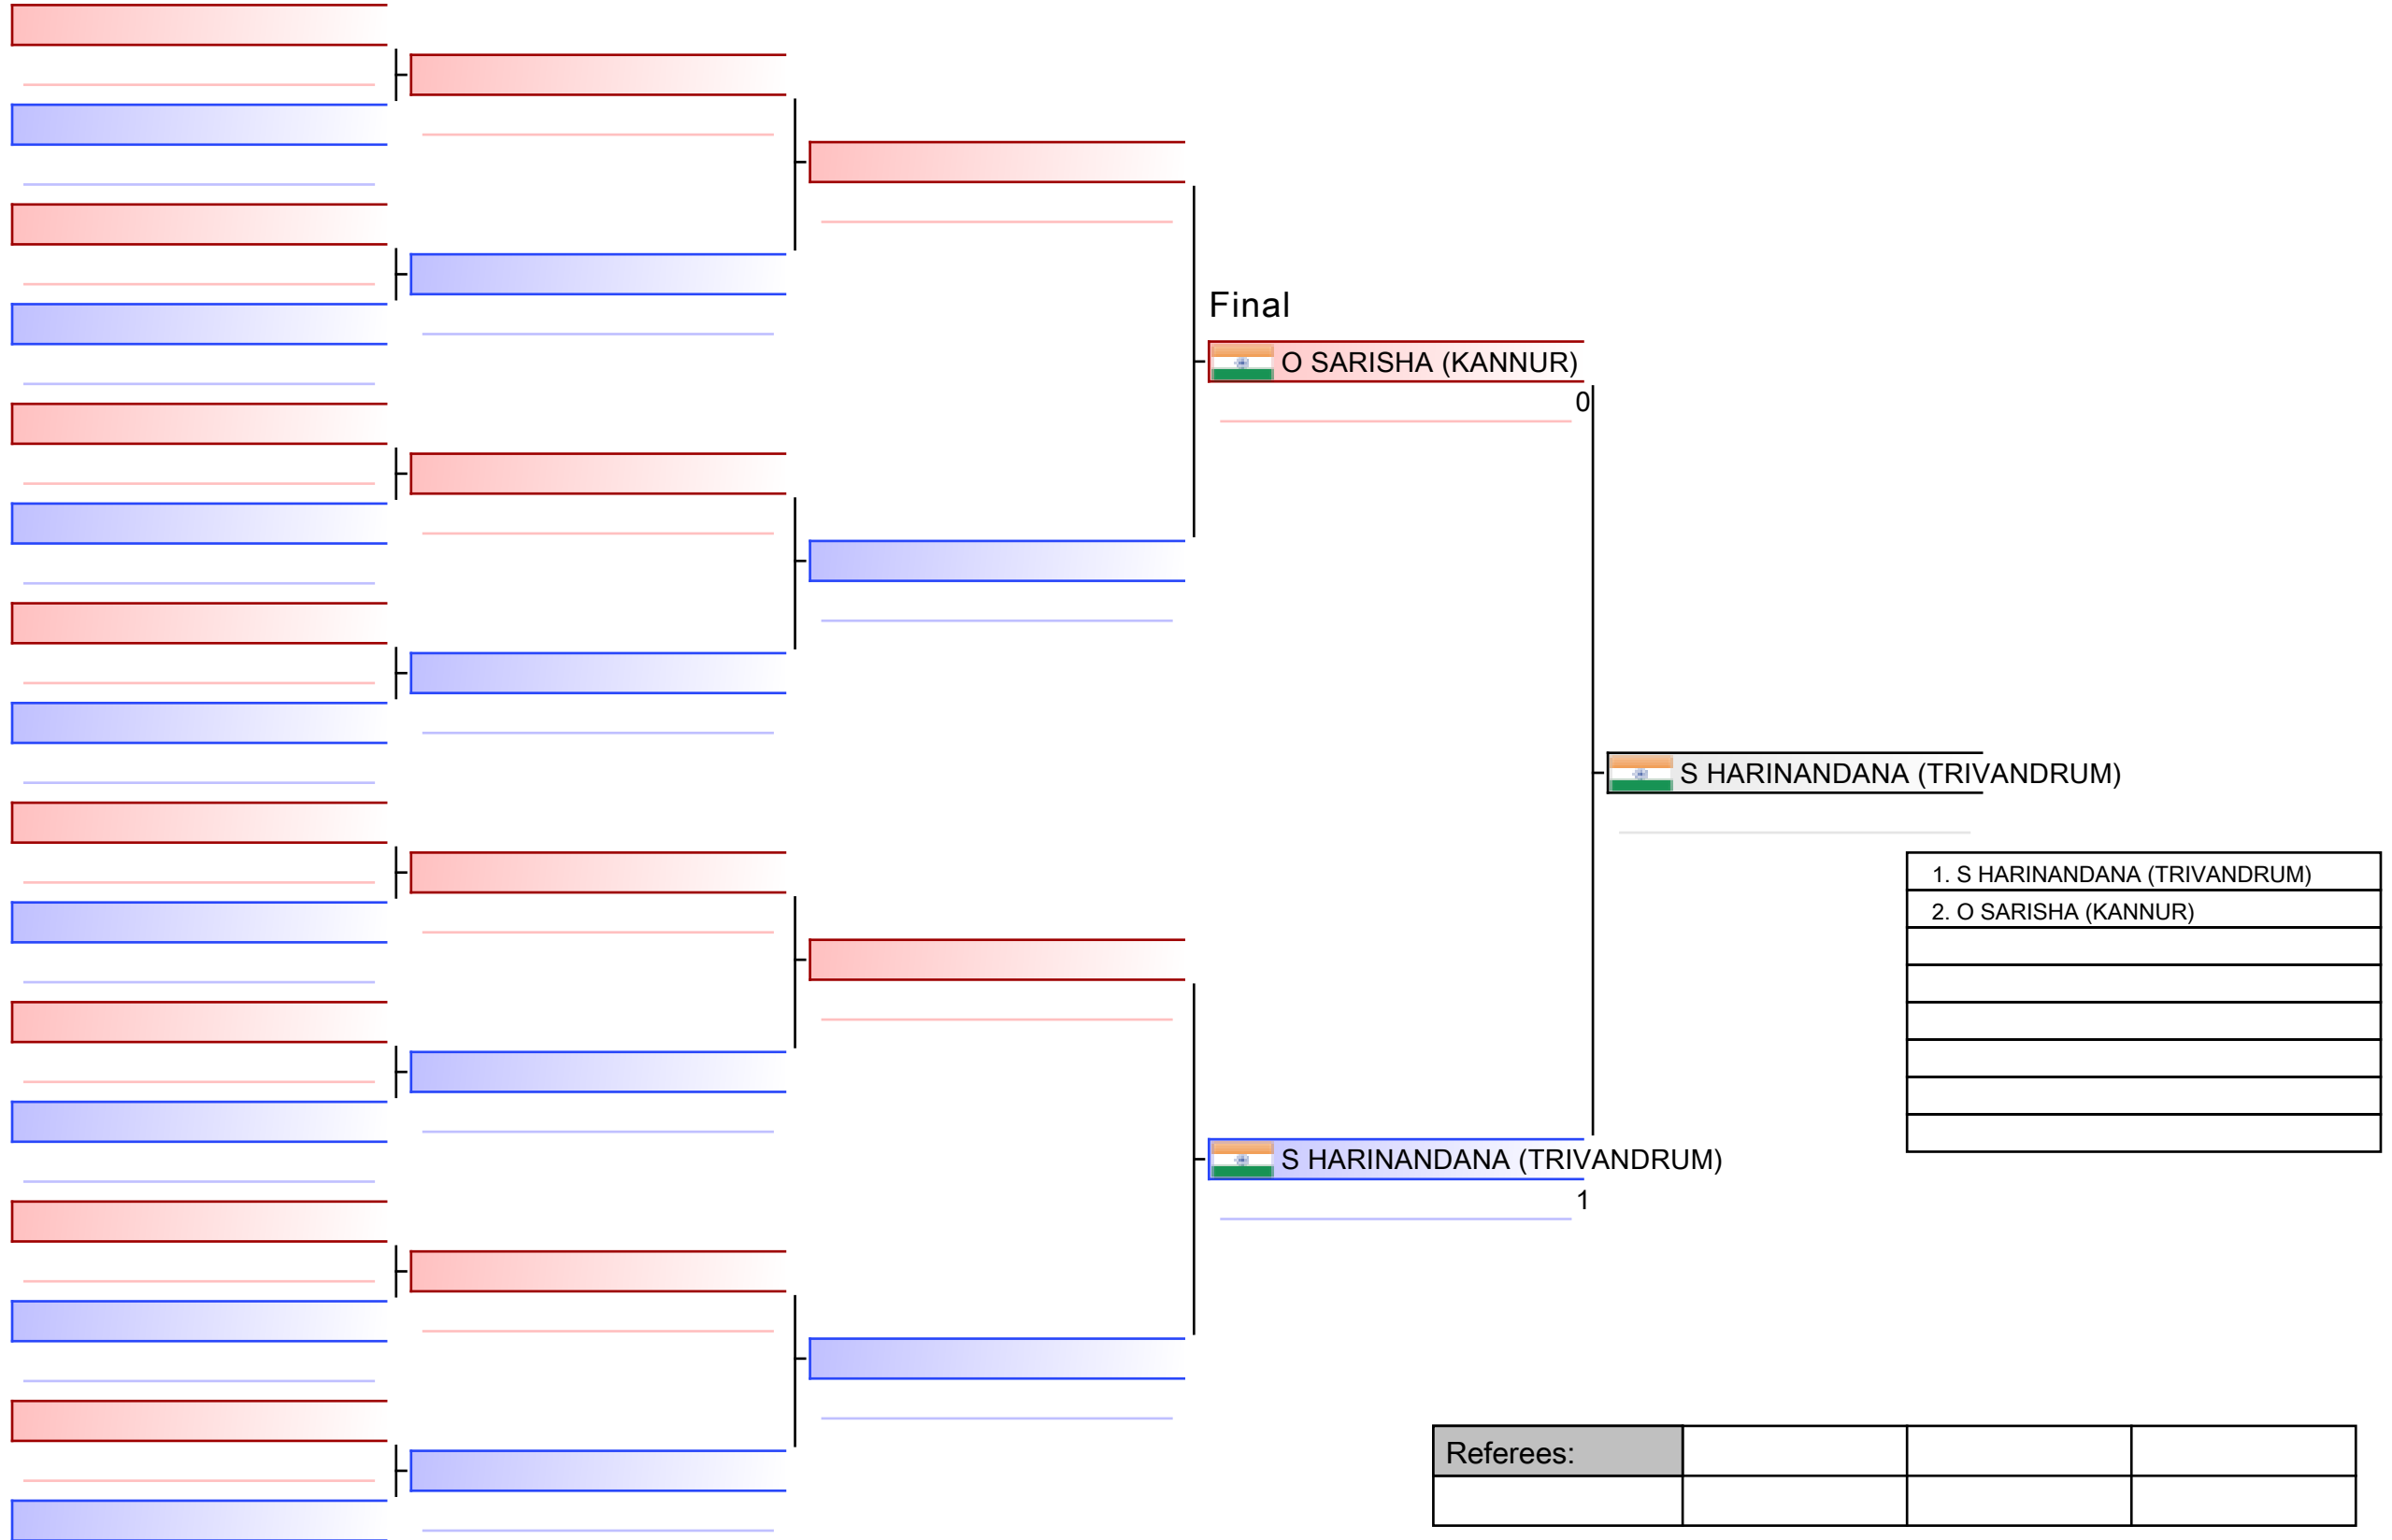 Final
O SARISHA (KANNUR)
0
S HARINANDANA (TRIVANDRUM)
1. S HARINANDANA (TRIVANDRUM)
2. O SARISHA (KANNUR)
S HARINANDANA (TRIVANDRUM)
1
Referees: